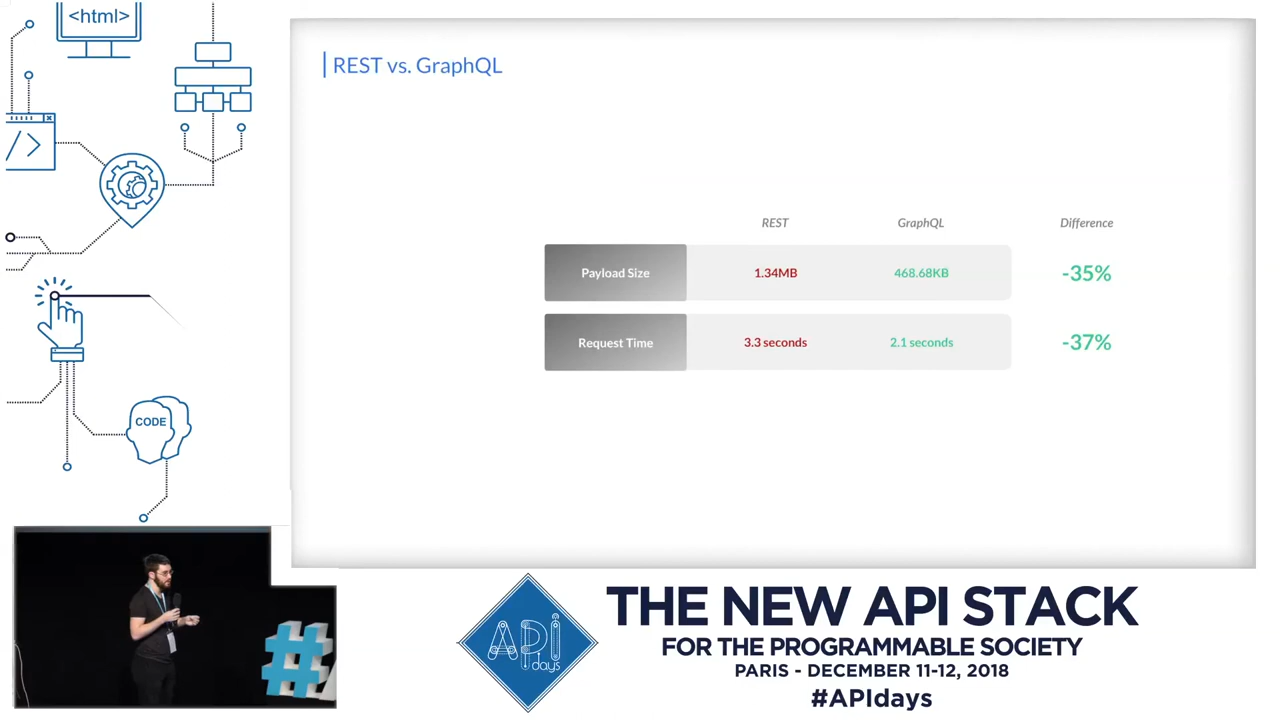 <html>
REST vs. GraphQL
REST GraphQL Difference
Payload Size 1.34MB 468.68KB -35%
Request Time 3.3 seconds 2.1 seconds -37%
</>
CODE
#
APi
days
THE NEW API STACK
FOR THE PROGRAMMABLE SOCIETY
PARIS - DECEMBER 11-12, 2018
#APIdays